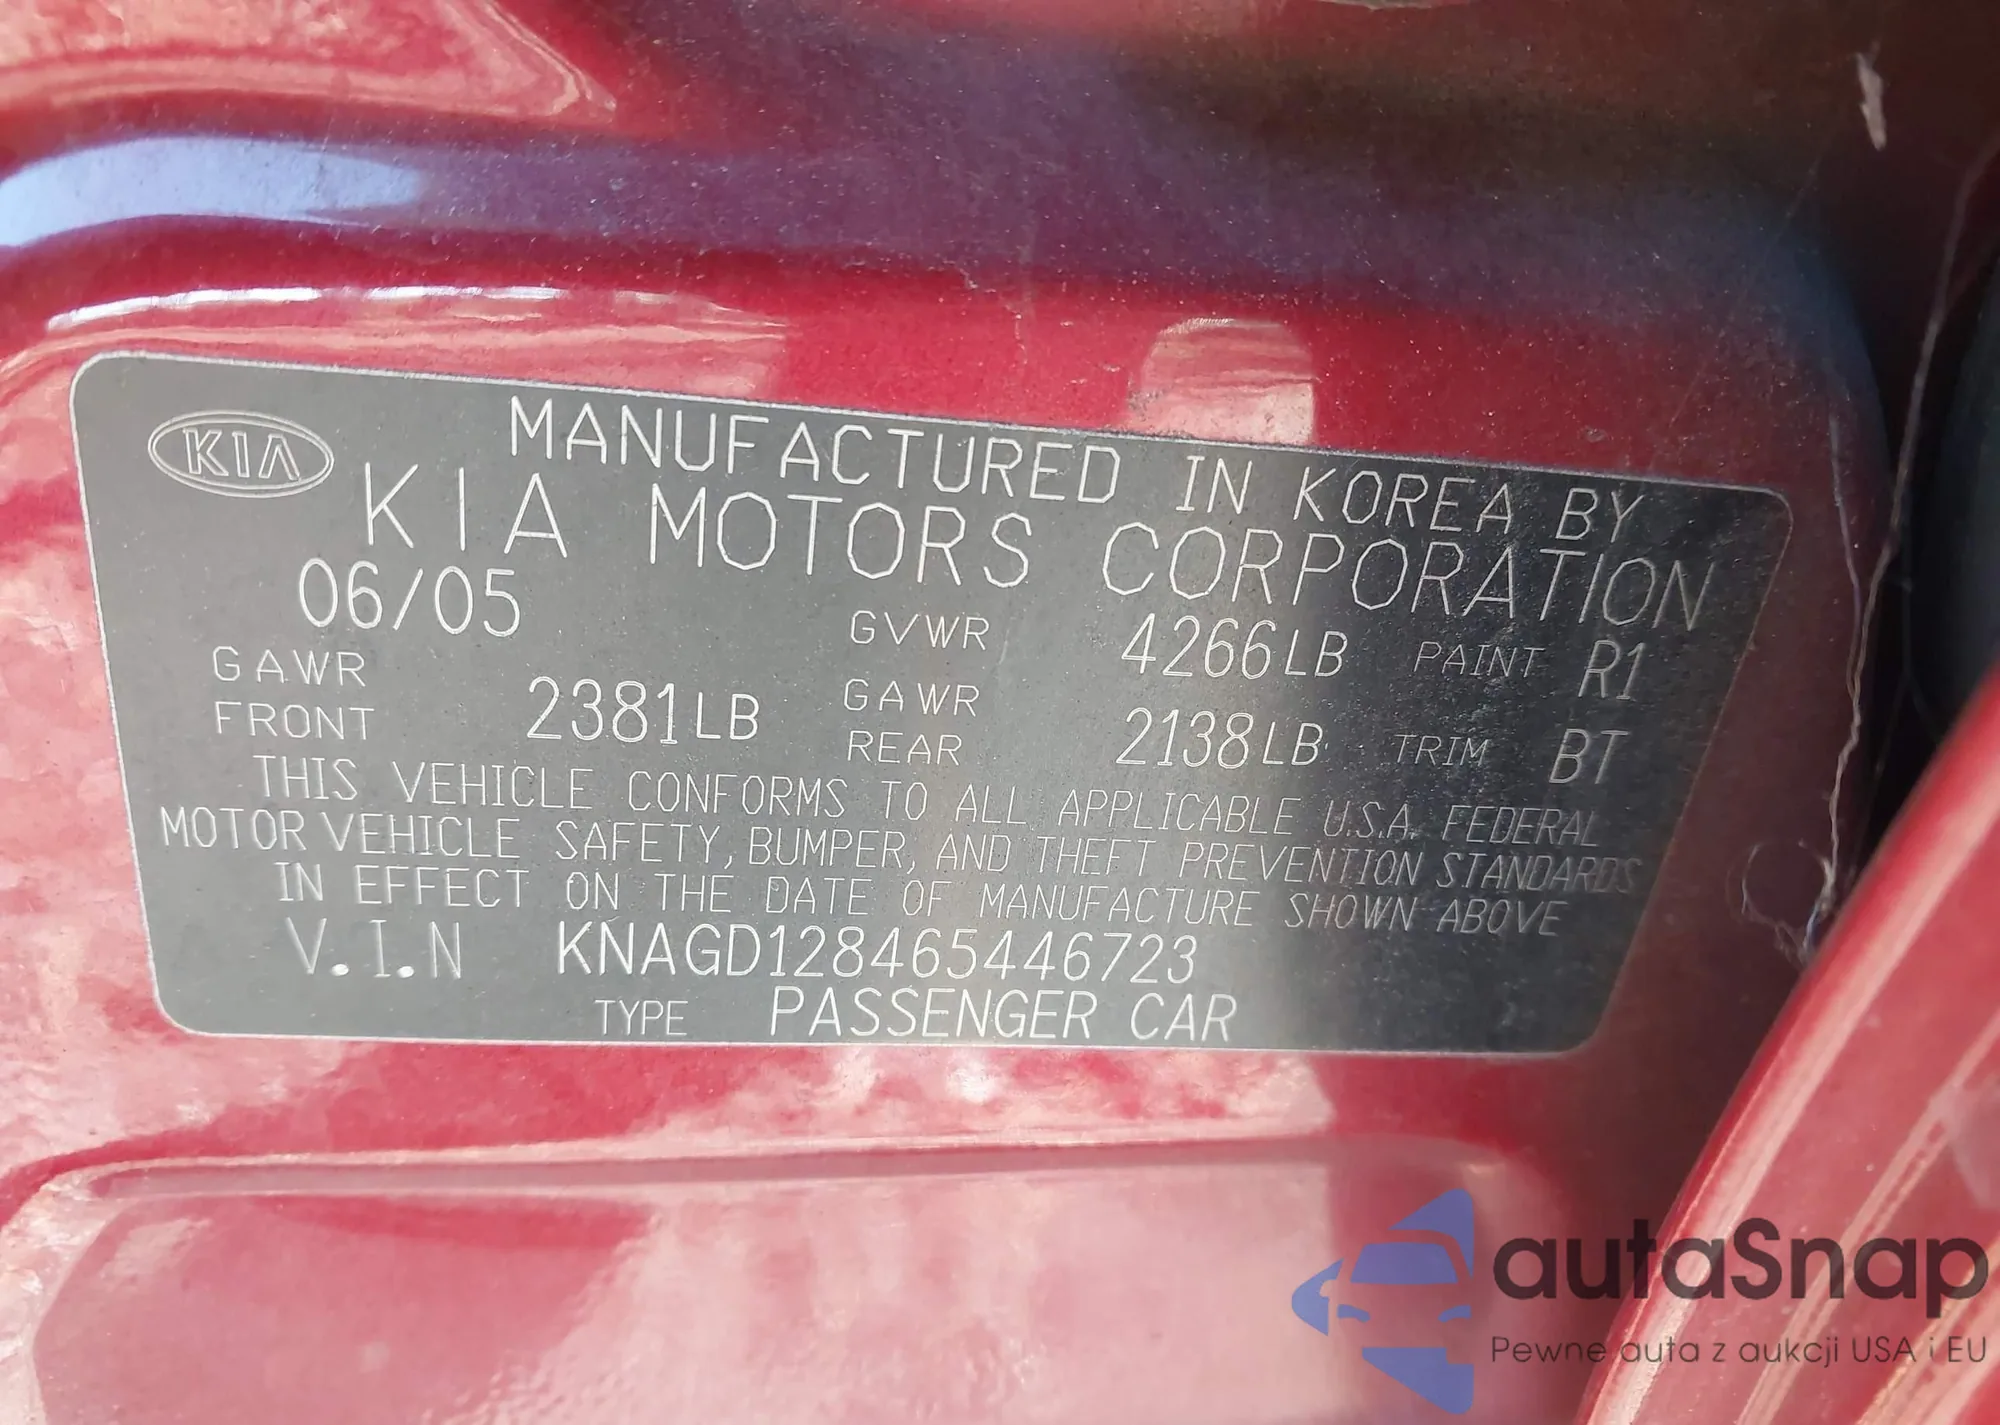 KIA
MANUFACTURED IN KOREA BY
KIA MOTORS CORPORATION
06/05 GVWR 4266LB PAINT R1
GAWR FRONT 2381LB GAWR REAR 2138LB TRIM BT
THIS VEHICLE CONFORMS TO ALL APPLICABLE U.S.A. FEDERAL
MOTOR VEHICLE SAFETY, BUMPER, AND THEFT PREVENTION STANDARDS
IN EFFECT ON THE DATE OF MANUFACTURE SHOWN ABOVE
V.I.N KNAGD128465446723
TYPE PASSENGER CAR
autaSnap
Pewne auta z aukcji USA i EU